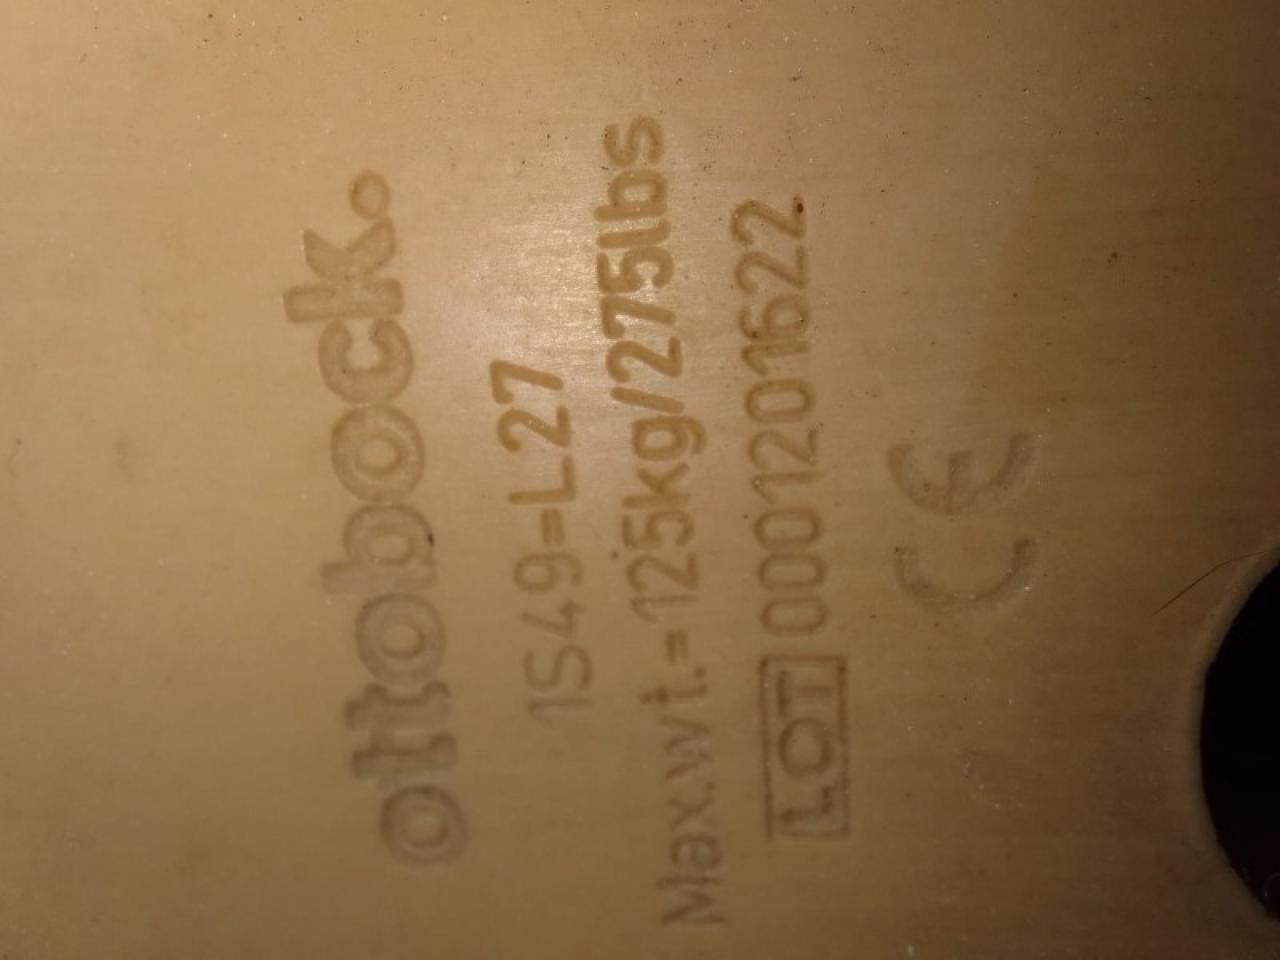 ottobock.
1S49=L27
Max.wt.=125kg/275lbs
LOT 0001201622
CE